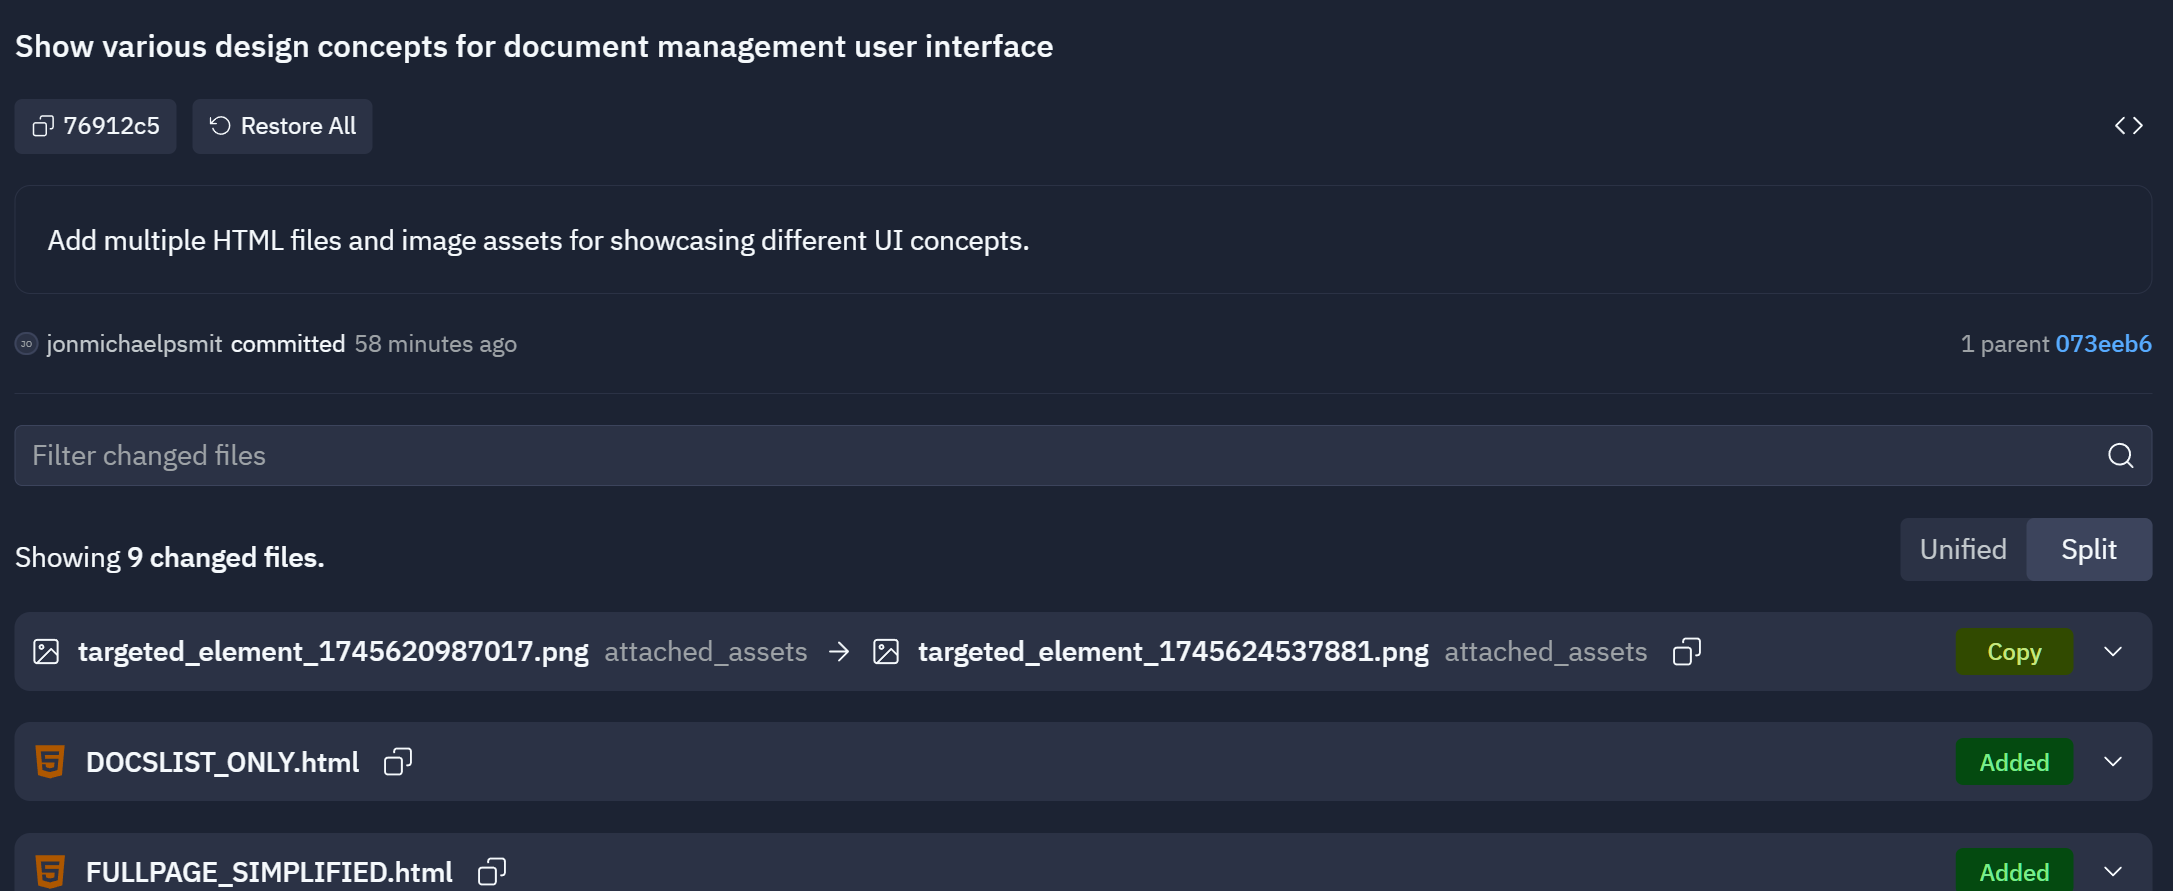 Show various design concepts for document management user interface
76912c5 Restore All
Add multiple HTML files and image assets for showcasing different UI concepts.
JO jonmichaelpsmit committed 58 minutes ago 1 parent 073eeb6
Filter changed files
Showing 9 changed files. Unified Split
targeted_element_1745620987017.png attached_assets → targeted_element_1745624537881.png attached_assets Copy
DOCSLIST_ONLY.html Added
FULLPAGE_SIMPLIFIED.html Added